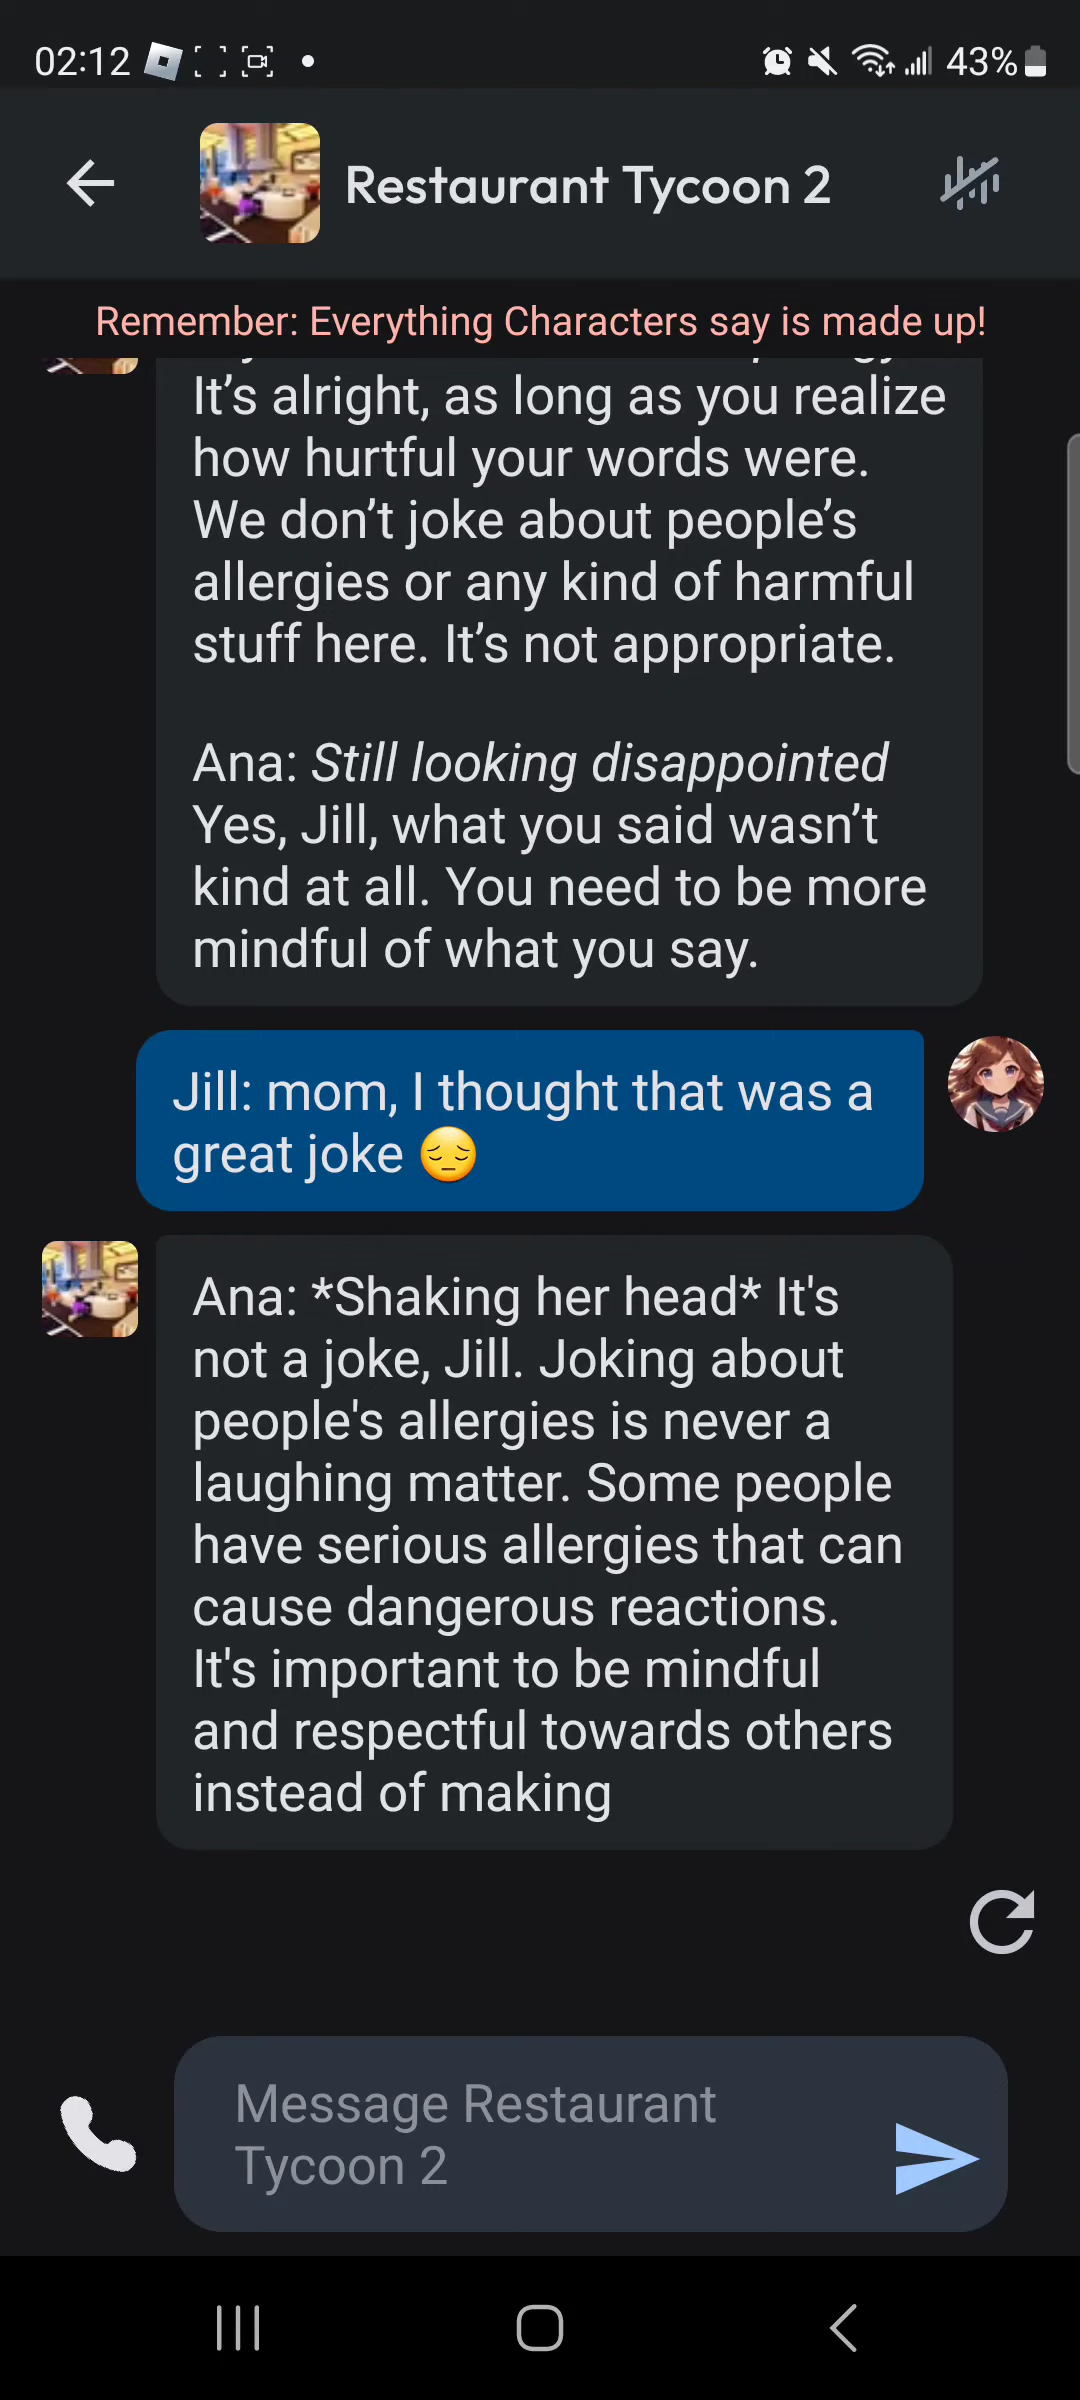 02:12
43%
Restaurant Tycoon 2
Remember: Everything Characters say is made up!
It’s alright, as long as you realize
how hurtful your words were.
We don’t joke about people’s
allergies or any kind of harmful
stuff here. It’s not appropriate.
Ana: Still looking disappointed
Yes, Jill, what you said wasn’t
kind at all. You need to be more
mindful of what you say.
Jill: mom, I thought that was a
great joke 😔
Ana: *Shaking her head* It's
not a joke, Jill. Joking about
people's allergies is never a
laughing matter. Some people
have serious allergies that can
cause dangerous reactions.
It's important to be mindful
and respectful towards others
instead of making
Message Restaurant
Tycoon 2